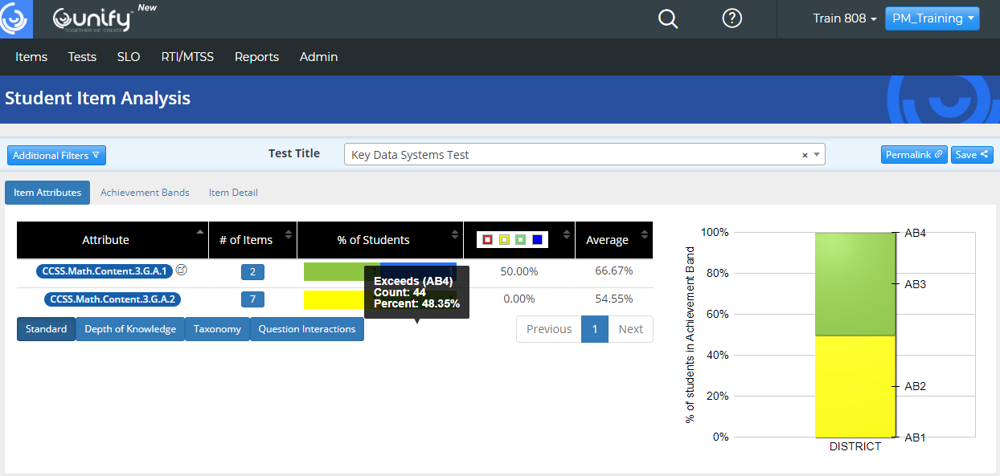 unify™ New
TOGETHER WE CREATE
Train 808 PM_Training
Items Tests SLO RTI/MTSS Reports Admin
Student Item Analysis
Additional Filters Test Title Key Data Systems Test × Permalink Save
Item Attributes Achievement Bands Item Detail
Attribute # of Items % of Students Average
CCSS.Math.Content.3.G.A.1 2 50.00% 66.67%
CCSS.Math.Content.3.G.A.2 7 0.00% 54.55%
Exceeds (AB4)
Count: 44
Percent: 48.35%
Standard Depth of Knowledge Taxonomy Question Interactions
Previous 1 Next
% of students in Achievement Band
100%
80%
60%
40%
20%
0%
AB4
AB3
AB2
AB1
DISTRICT